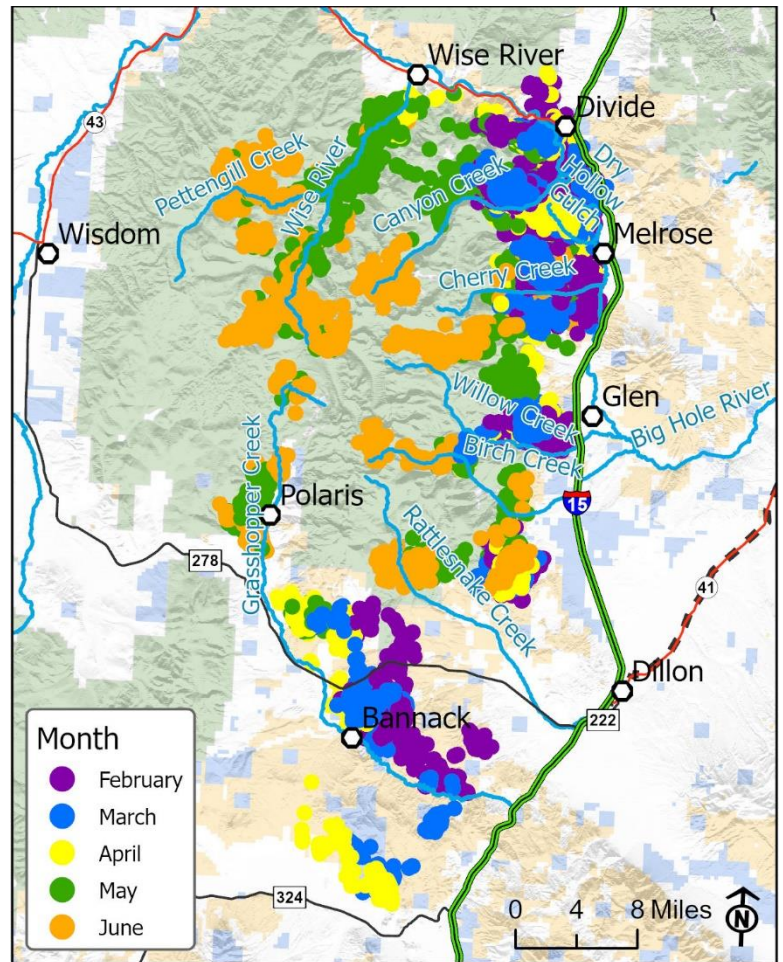 Wise River
43
Divide
Dry
Hollow
Gulch
Pettengill Creek
Wise River
Canyon Creek
Wisdom
Melrose
Cherry Creek
Willow Creek
Glen
Big Hole River
Birch Creek
15
Grasshopper Creek
Polaris
278
Rattlesnake Creek
41
Dillon
222
Bannack
324
Month
February
March
April
May
June
0 4 8 Miles
N